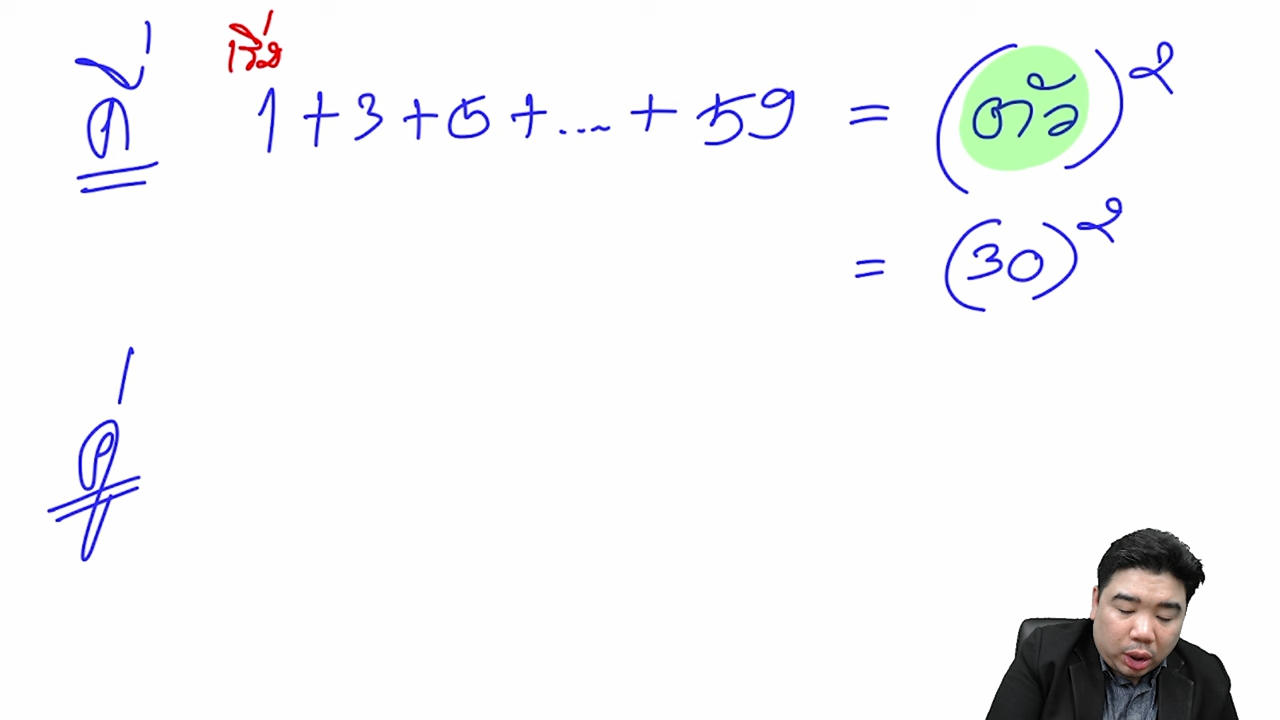 เริ่ม
คี่ 1 + 3 + 5 + .... + 59 = (ตัว)²
= (30)²
คู่